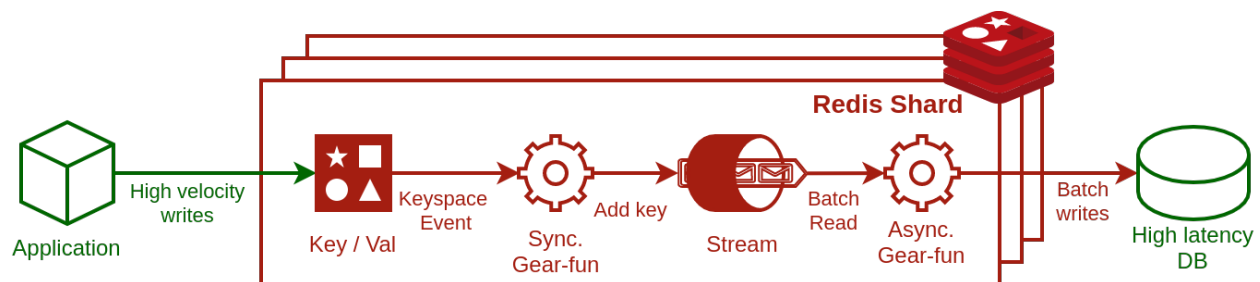 Redis Shard
High velocity
writes
Application
Key / Val
Keyspace
Event
Sync.
Gear-fun
Add key
Stream
Batch
Read
Async.
Gear-fun
Batch
writes
High latency
DB